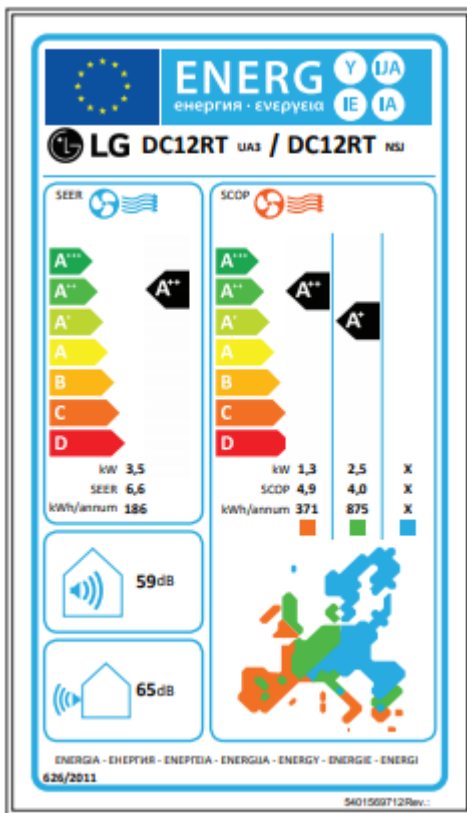 ENERG Y IJA
енергия · ενεργεια IE IA
LG DC12RT UA3 / DC12RT NSJ
SEER
SCOP
A+++
A++
A+
A
B
C
D
A++
kW 3,5
SEER 6,6
kWh/annum 186
A+++
A++
A+
A
B
C
D
A++
A+
kW 1,3 2,5 X
SCOP 4,9 4,0 X
kWh/annum 371 875 X
59dB
65dB
ENERGIA - ЕНЕРГИЯ - ΕΝΕΡΓΕΙΑ - ENERGIJA - ENERGY - ENERGIE - ENERGI
626/2011
5401569712Rev.: